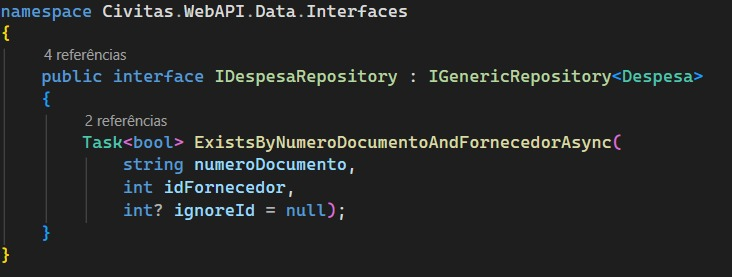 namespace Civitas.WebAPI.Data.Interfaces
{
4 referências
public interface IDespesaRepository : IGenericRepository<Despesa>
{
2 referências
Task<bool> ExistsByNumeroDocumentoAndFornecedorAsync(
string numeroDocumento,
int idFornecedor,
int? ignoreId = null);
}
}